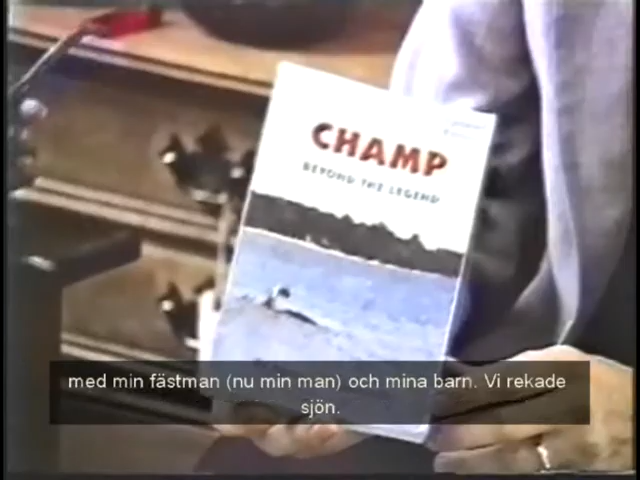 CHAMP
BEYOND THE LEGEND
med min fästman (nu min man) och mina barn. Vi rekade
sjön.